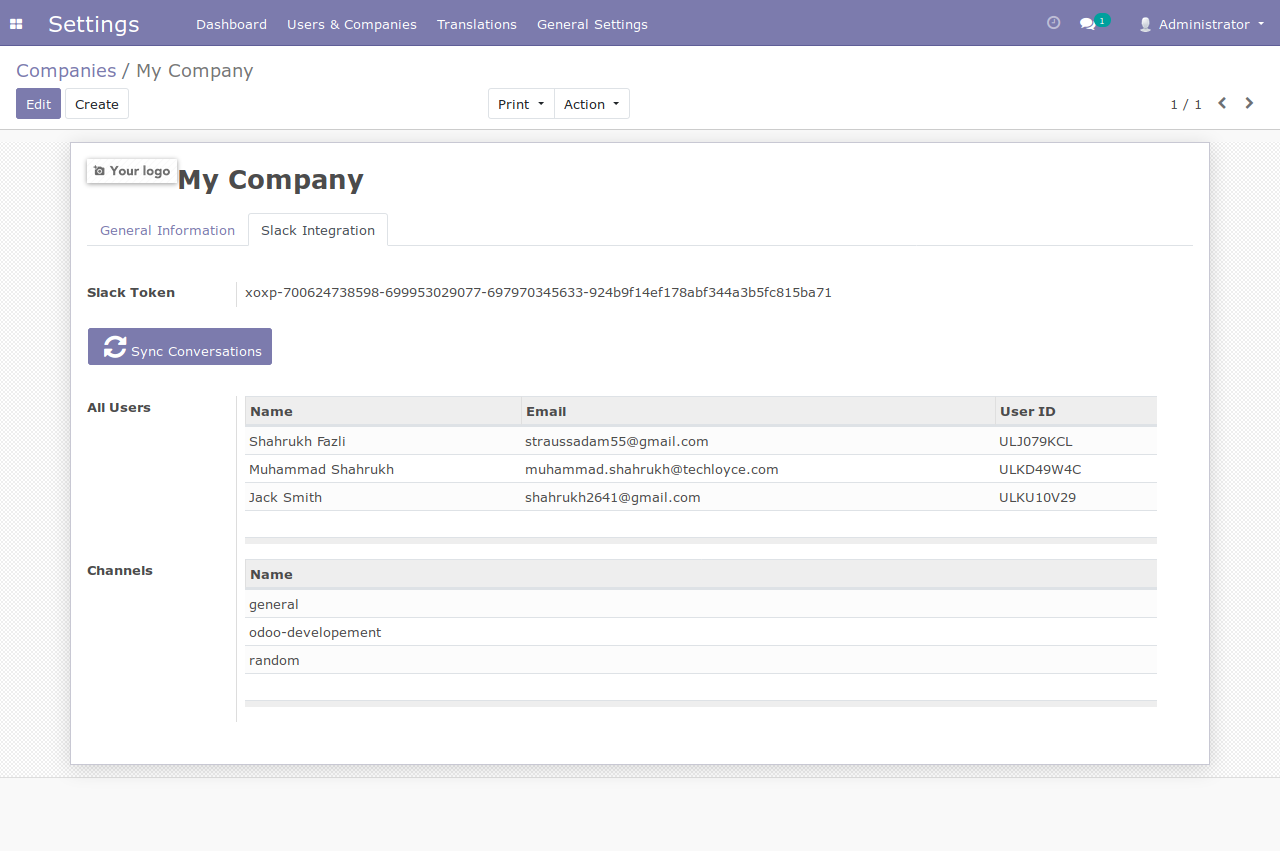 Settings Dashboard Users & Companies Translations General Settings 1 Administrator
Companies / My Company
Edit Create Print Action 1 / 1
Your logo
My Company
General Information Slack Integration
Slack Token xoxp-700624738598-699953029077-697970345633-924b9f14ef178abf344a3b5fc815ba71
Sync Conversations
All Users
Name Email User ID
Shahrukh Fazli straussadam55@gmail.com ULJ079KCL
Muhammad Shahrukh muhammad.shahrukh@techloyce.com ULKD49W4C
Jack Smith shahrukh2641@gmail.com ULKU10V29
Channels
Name
general
odoo-developement
random